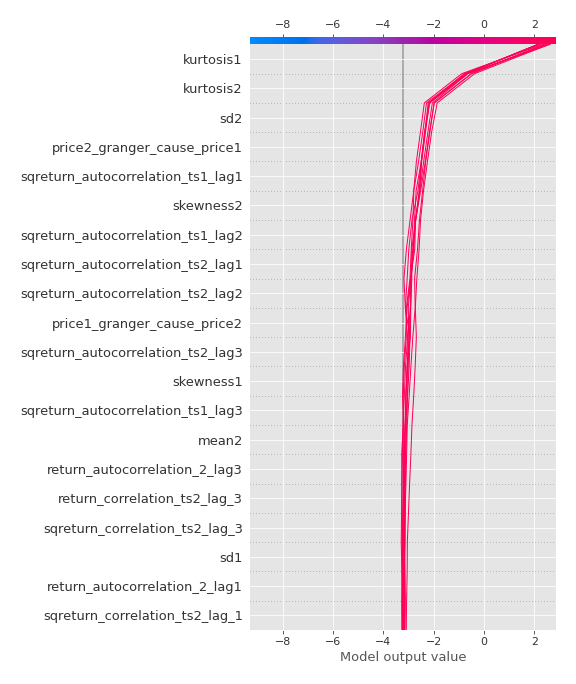 −8 −6 −4 −2 0 2
kurtosis1
kurtosis2
sd2
price2_granger_cause_price1
sqreturn_autocorrelation_ts1_lag1
skewness2
sqreturn_autocorrelation_ts1_lag2
sqreturn_autocorrelation_ts2_lag1
sqreturn_autocorrelation_ts2_lag2
price1_granger_cause_price2
sqreturn_autocorrelation_ts2_lag3
skewness1
sqreturn_autocorrelation_ts1_lag3
mean2
return_autocorrelation_2_lag3
return_correlation_ts2_lag_3
sqreturn_correlation_ts2_lag_3
sd1
return_autocorrelation_2_lag1
sqreturn_correlation_ts2_lag_1
−8 −6 −4 −2 0 2
Model output value